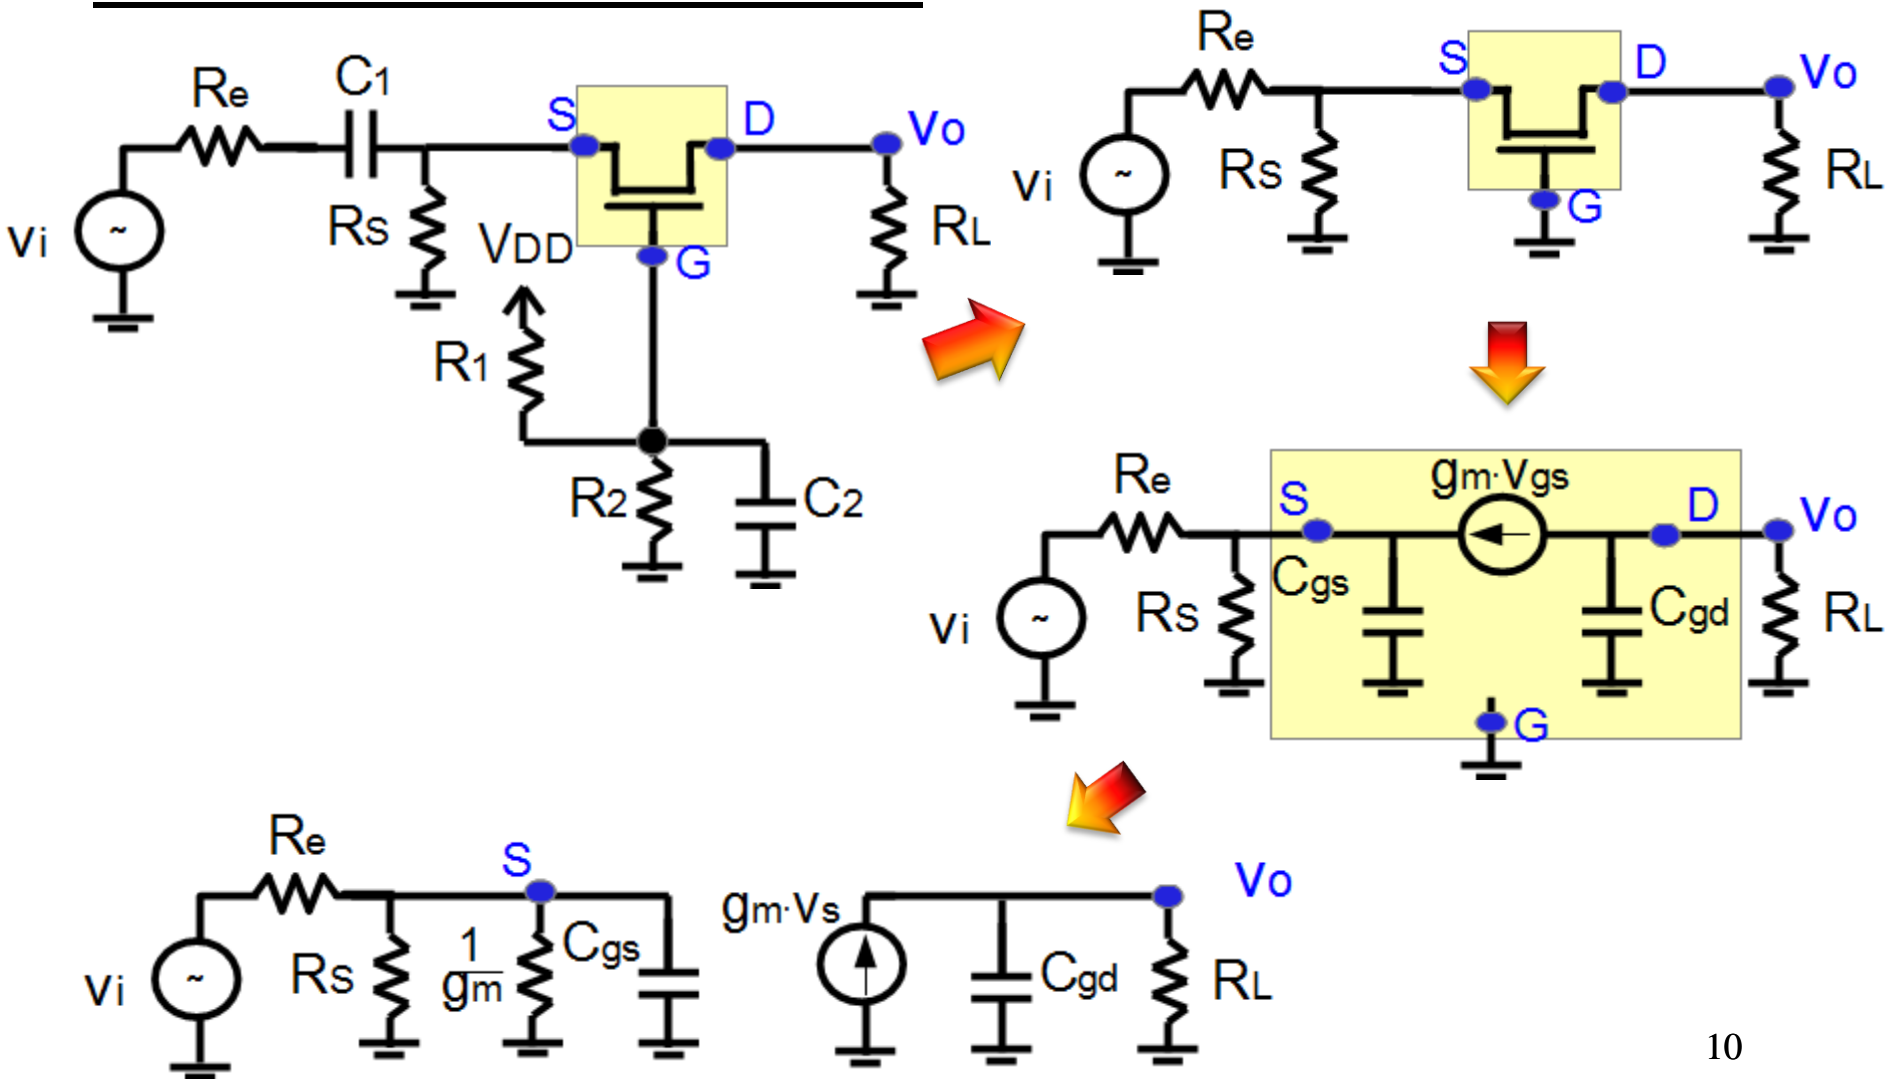 Re
C1
S
D
Vo
vi
~
RS
VDD
G
RL
R1
R2
C2
Re
S
D
Vo
vi
~
RS
G
RL
Re
S
gm·vgs
D
Vo
vi
~
RS
Cgs
Cgd
RL
G
Re
S
vi
~
RS
1
gm
Cgs
gm·vs
Vo
Cgd
RL
10